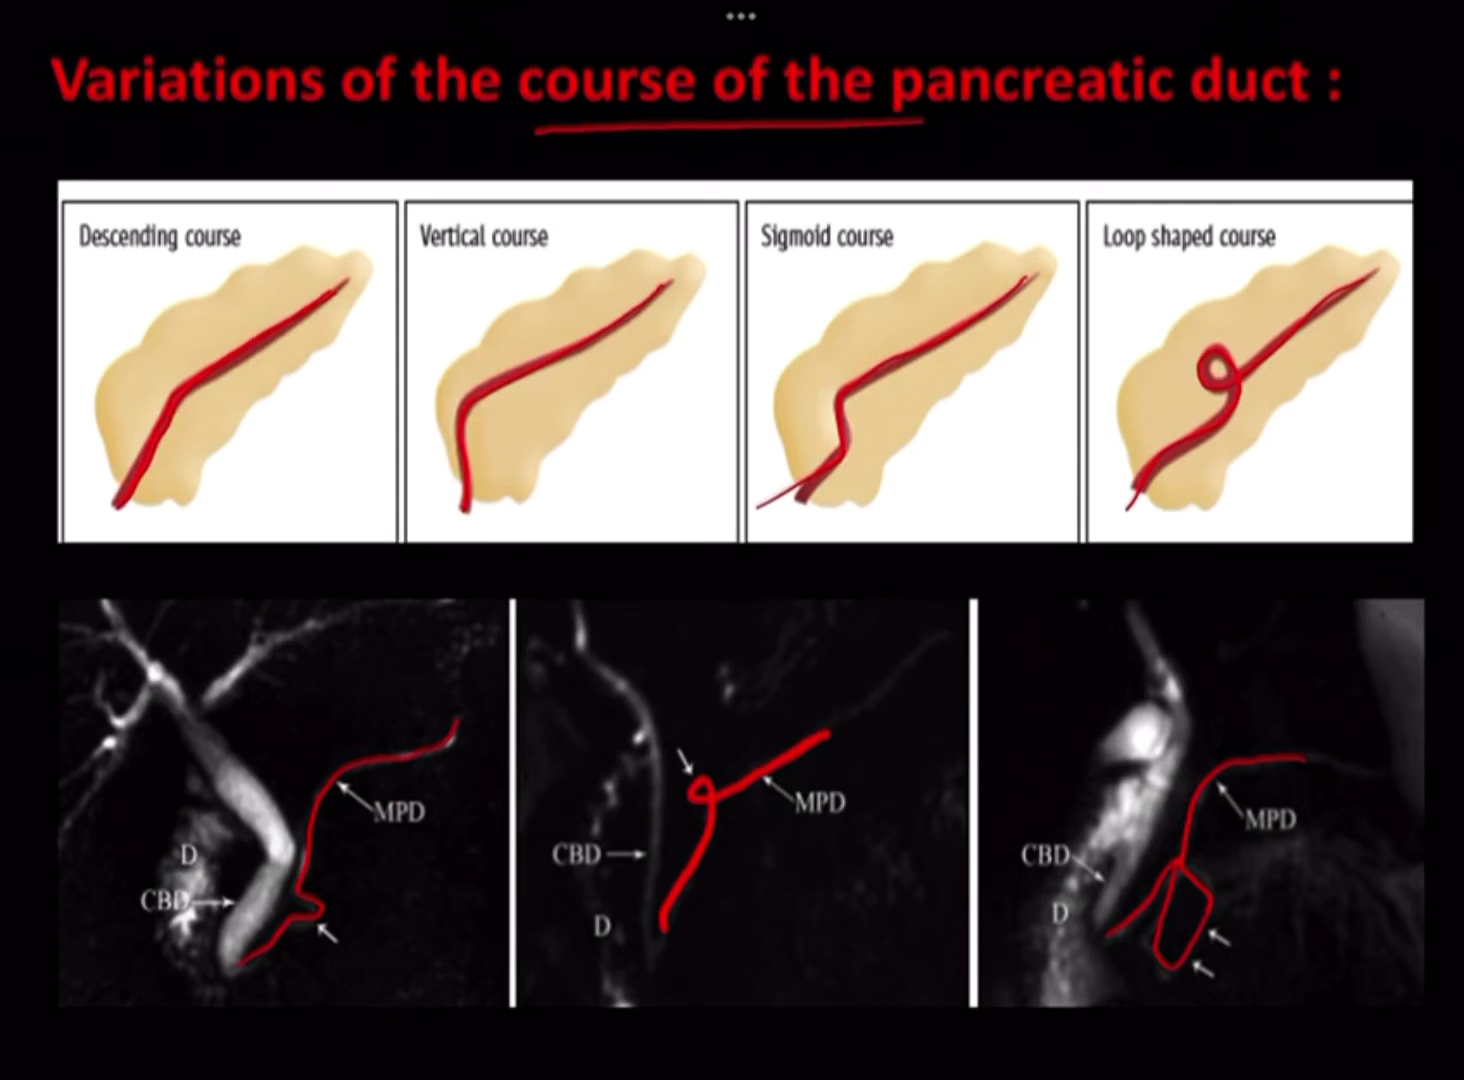 Variations of the course of the pancreatic duct :
Descending course
Vertical course
Sigmoid course
Loop shaped course
MPD
D
CBD
MPD
CBD
D
MPD
CBD
D